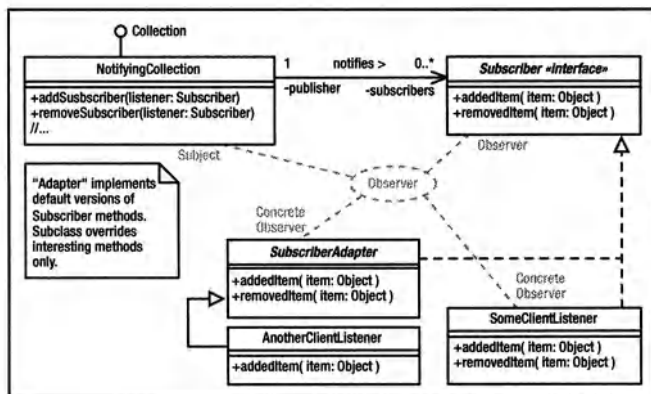 Collection
NotifyingCollection
+addSusbscriber(listener: Subscriber)
+removeSubscriber(listener: Subscriber)
//...
1 notifies > 0..*
-publisher -subscribers
Subscriber «interface»
+addedItem( item: Object )
+removedItem( item: Object )
Subject
Observer
Observer
"Adapter" implements
default versions of
Subscriber methods.
Subclass overrides
interesting methods
only.
Concrete
Observer
SubscriberAdapter
+addedItem( item: Object )
+removedItem( item: Object )
Concrete
Observer
AnotherClientListener
+addedItem( item: Object )
SomeClientListener
+addedItem( item: Object )
+removedItem( item: Object )